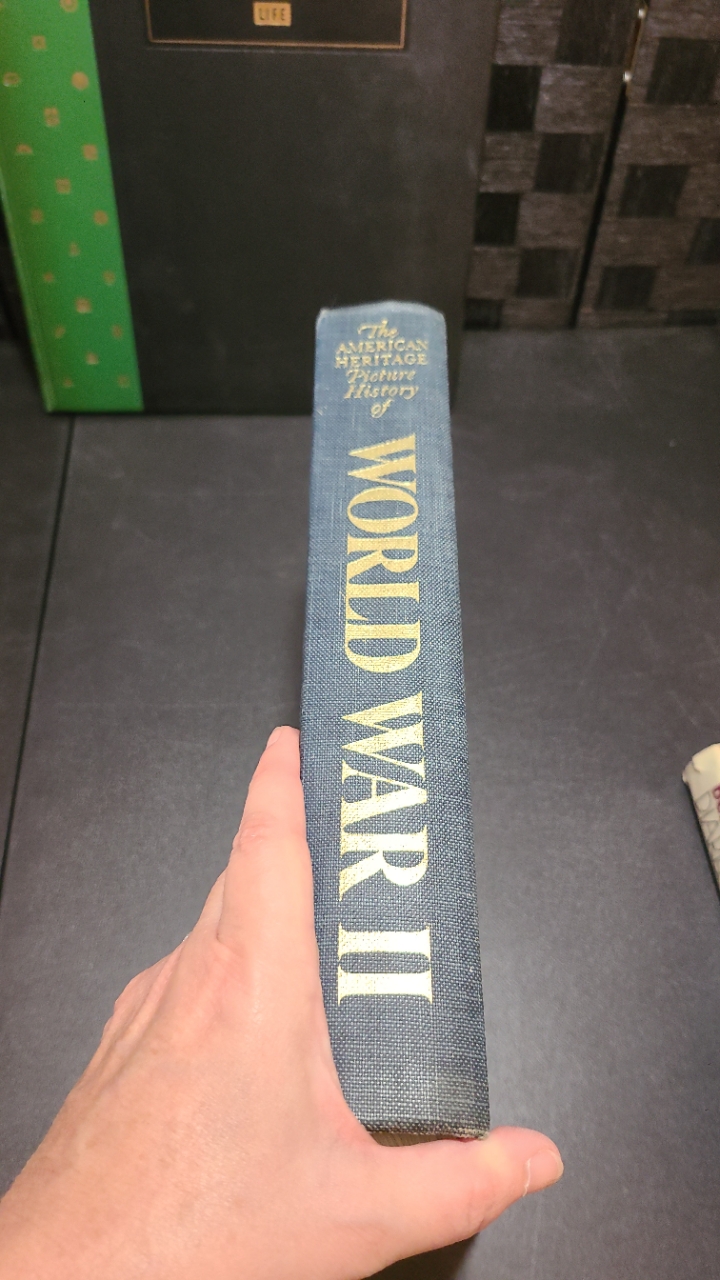 LIFE
The
AMERICAN
HERITAGE
Picture
History
of
WORLD WAR II